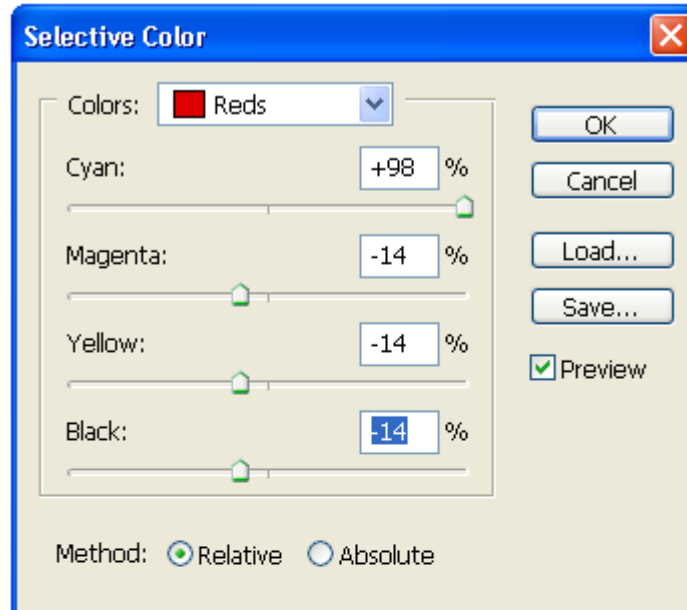 Selective Color
Colors: Reds
OK
Cyan: +98 %
Cancel
Magenta: -14 %
Load...
Save...
Yellow: -14 %
Preview
Black: -14 %
Method: Relative Absolute